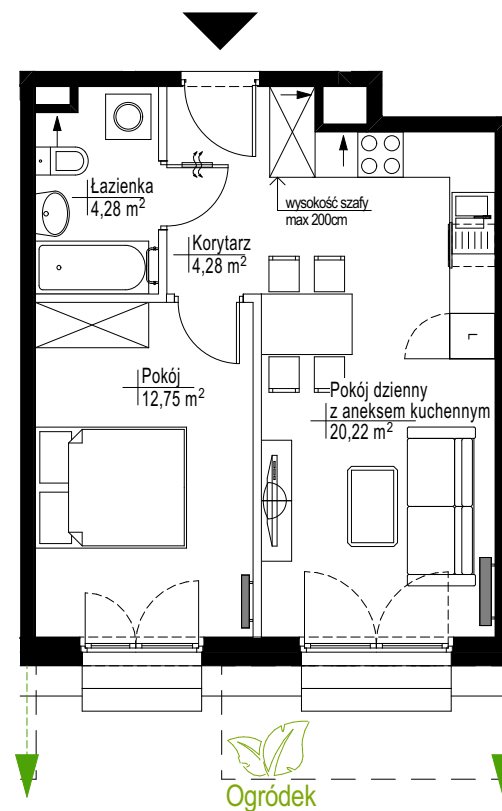 Łazienka
4,28 m²
wysokość szafy
max 200cm
Korytarz
4,28 m²
Pokój
12,75 m²
Pokój dzienny
z aneksem kuchennym
20,22 m²
L
Ogródek